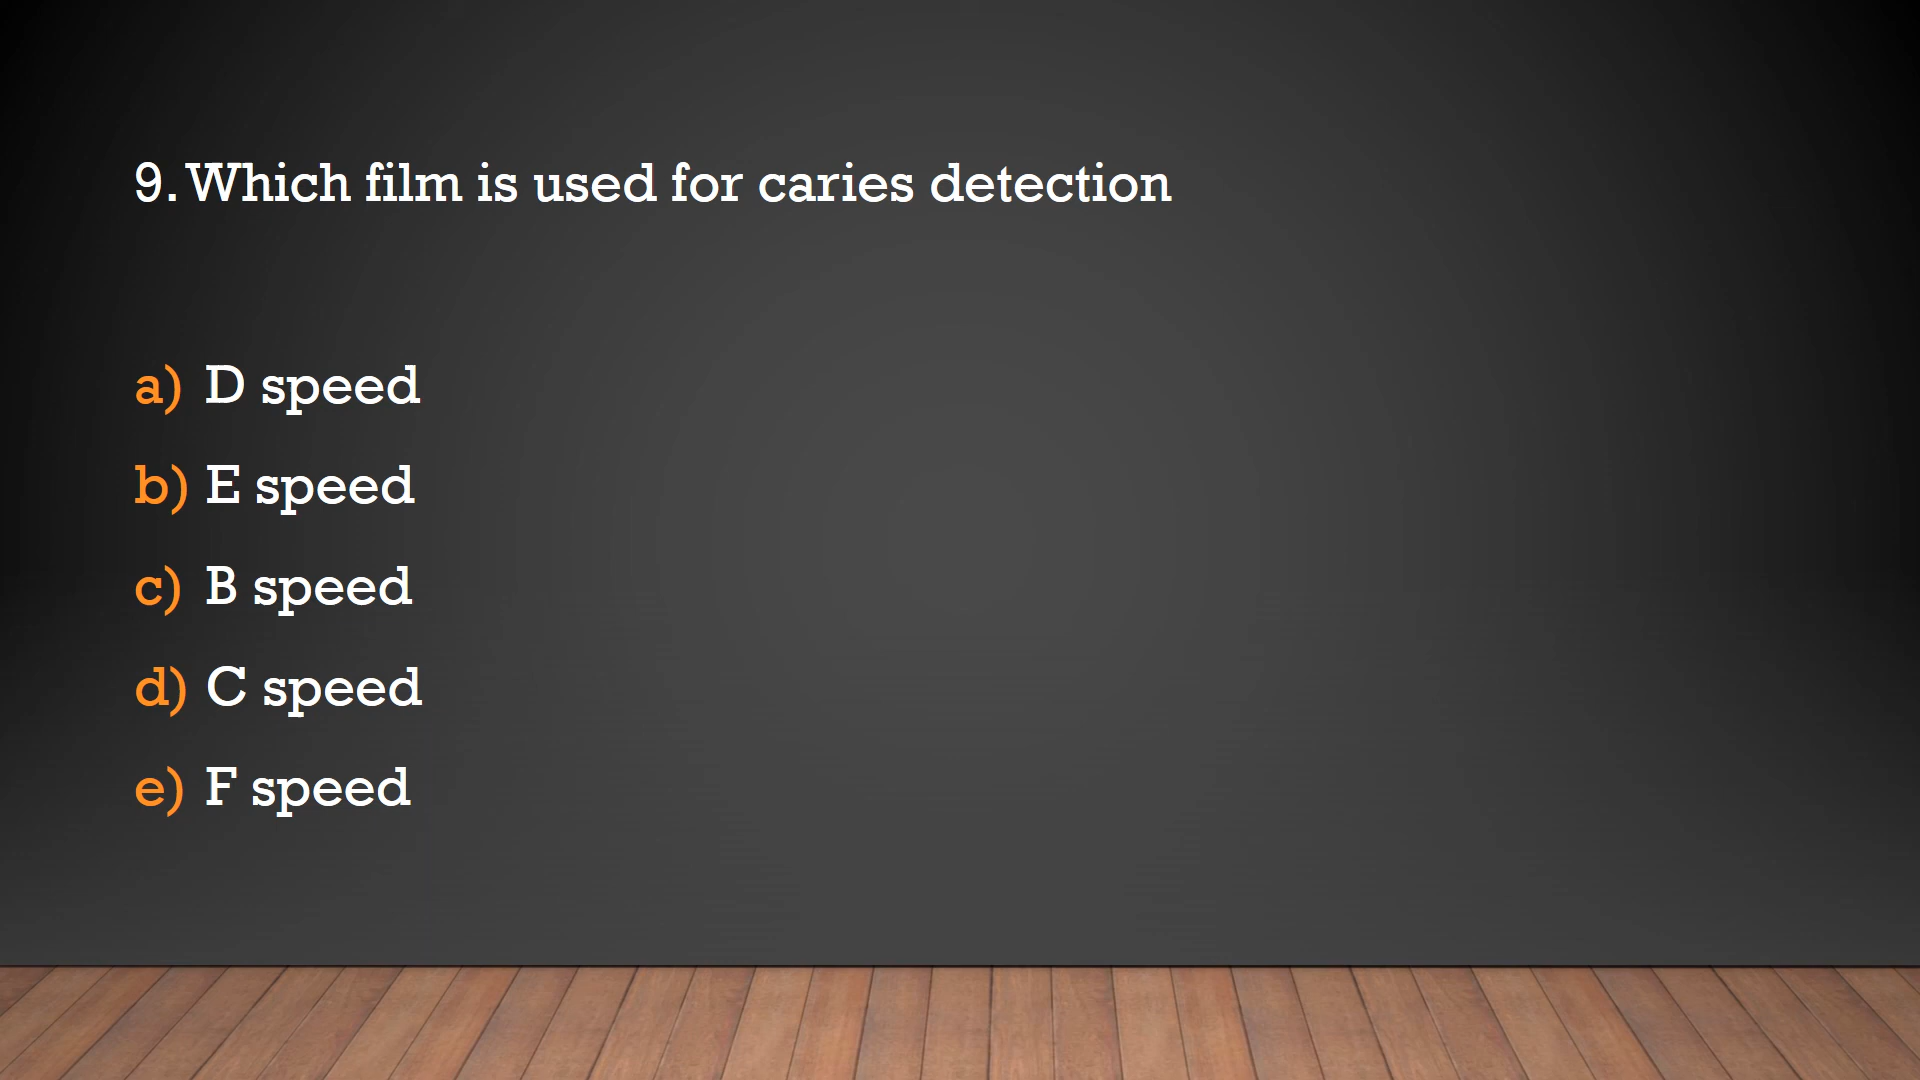 9. Which film is used for caries detection
a) D speed
b) E speed
c) B speed
d) C speed
e) F speed